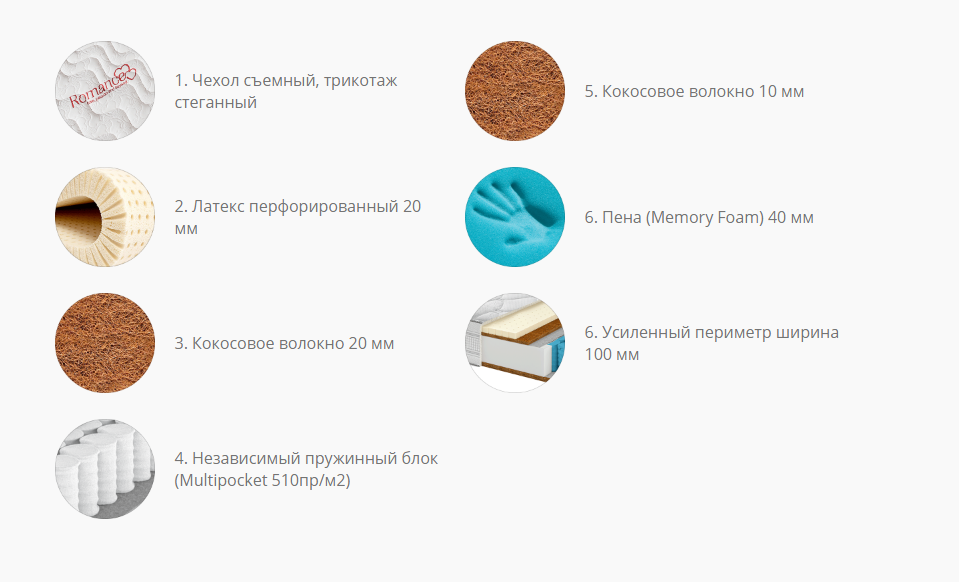 Romance
1. Чехол съемный, трикотаж
стеганный
2. Латекс перфорированный 20
мм
3. Кокосовое волокно 20 мм
4. Независимый пружинный блок
(Multipocket 510пр/м2)
5. Кокосовое волокно 10 мм
6. Пена (Memory Foam) 40 мм
6. Усиленный периметр ширина
100 мм